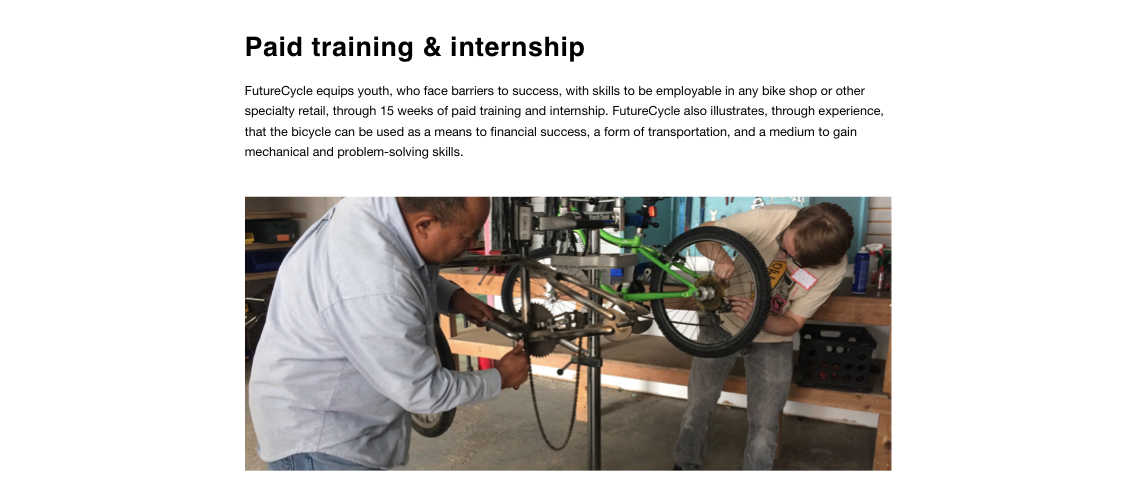 Paid training & internship
FutureCycle equips youth, who face barriers to success, with skills to be employable in any bike shop or other
specialty retail, through 15 weeks of paid training and internship. FutureCycle also illustrates, through experience,
that the bicycle can be used as a means to financial success, a form of transportation, and a medium to gain
mechanical and problem-solving skills.